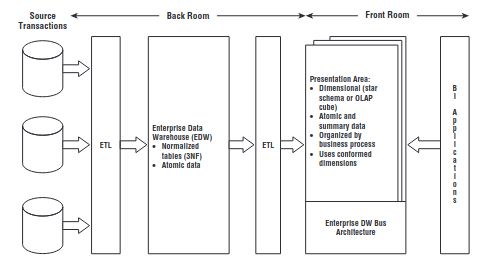 Source
Transactions
Back Room
Front Room
ETL
Enterprise Data
Warehouse (EDW)
• Normalized
tables (3NF)
• Atomic data
ETL
Presentation Area:
• Dimensional (star
schema or OLAP
cube)
• Atomic and
summary data
• Organized by
business process
• Uses conformed
dimensions
Enterprise DW Bus
Architecture
BI Applications